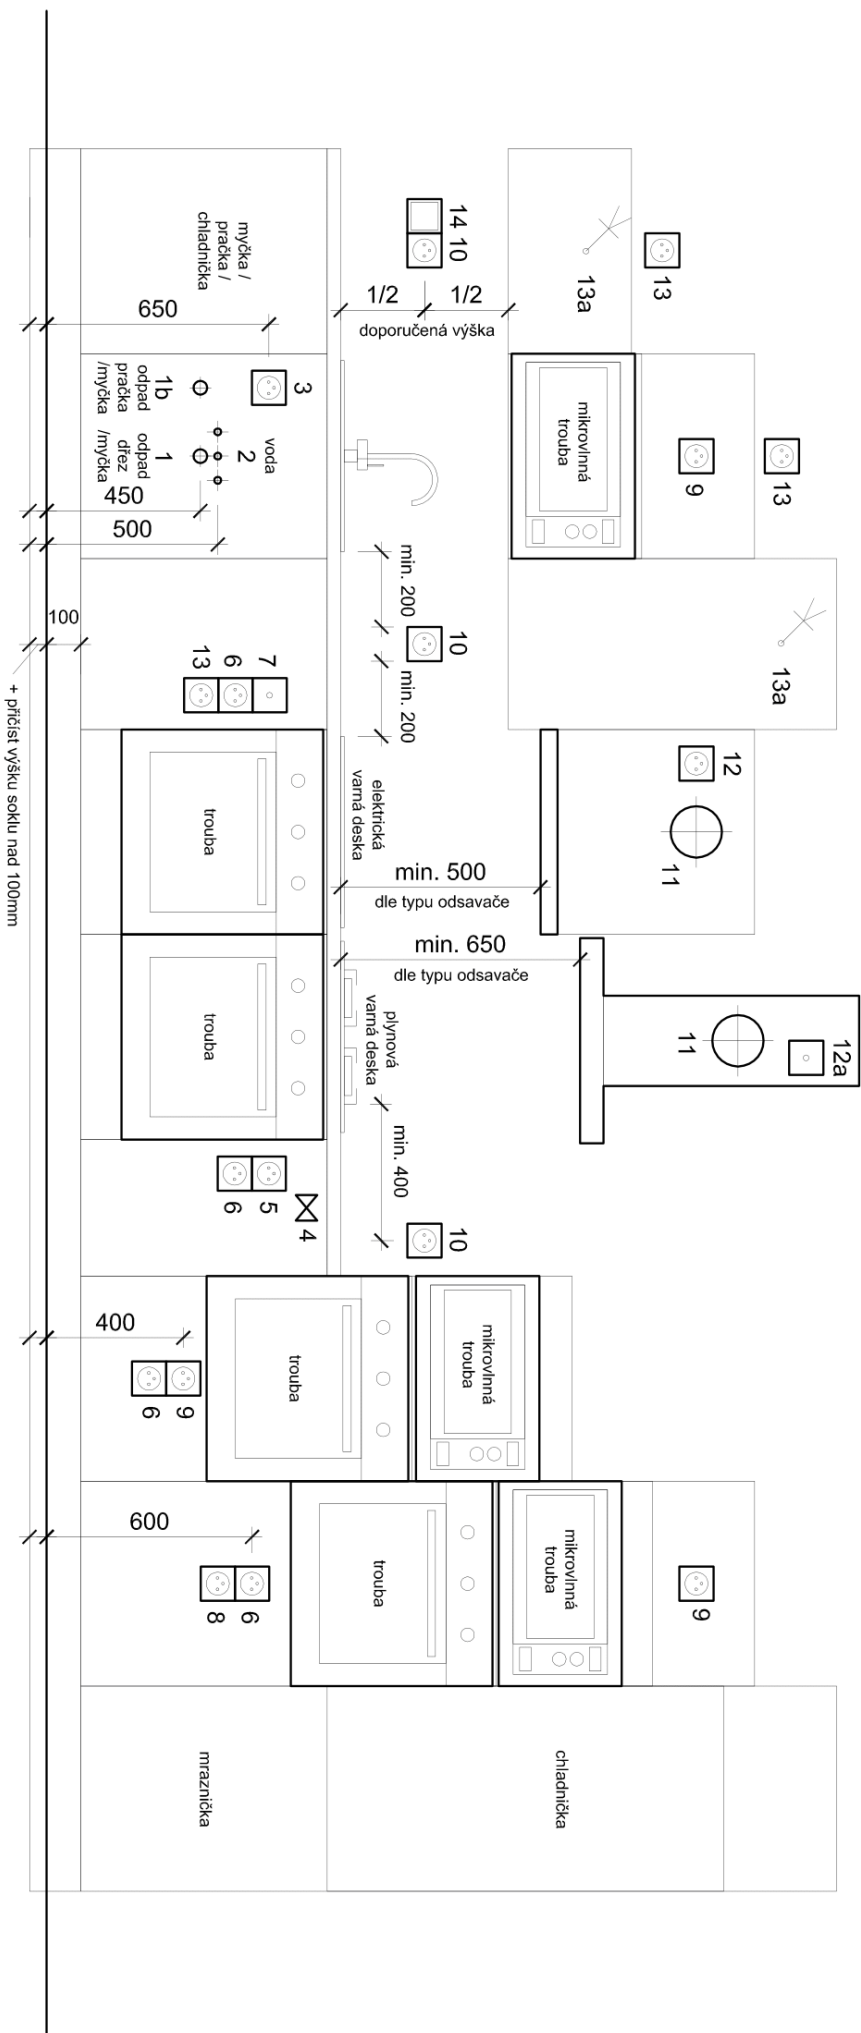 13
13a
14 10
1/2
1/2
doporučená výška
myčka /
pračka /
chladnička
650
13
9
mikrovlnná
trouba
3
1b
odpad
pračka
/myčka
voda
2
1
odpad
dřez
/myčka
450
500
100
+ přičíst výšku soklu nad 100mm
min. 200
10
min. 200
13a
13
6
7
12
11
elektrická
varná deska
trouba
min. 500
dle typu odsavače
min. 650
dle typu odsavače
12a
11
plynová
varná deska
trouba
min. 400
10
6
5
4
400
6
9
trouba
mikrovlnná
trouba
600
8
6
trouba
mikrovlnná
trouba
9
mraznička
chladnička